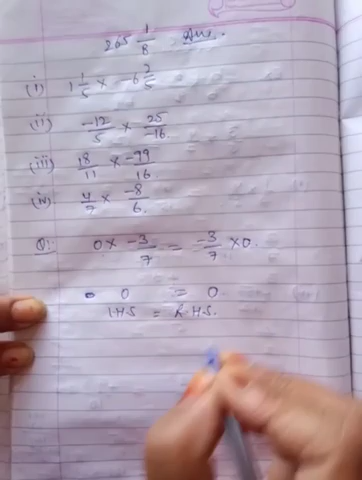 265 1/8 Ans.
(i) 1 1/5 × -6 2/5
(ii) -12/5 × 25/-16
(iii) 18/11 × -99/16
(iv) 4/7 × -8/6
Q: 0 × -3/7 = -3/7 × 0
0 = 0
L.H.S = R.H.S.